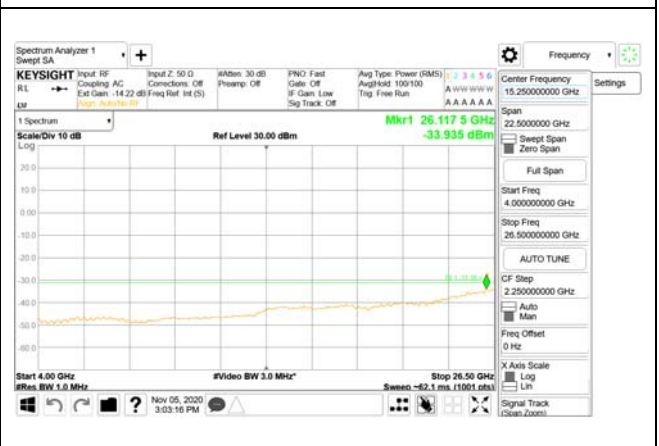 Spectrum Analyzer 1
Swept SA
+
Frequency
KEYSIGHT
Input: RF
Coupling: AC
Ext Gain: -14.22 dB
Align: Auto/No RF
Input Z: 50 Ω
Corrections: Off
Freq Ref: Int (S)
#Atten: 30 dB
Preamp: Off
PNO: Fast
Gate: Off
IF Gain: Low
Sig Track: Off
Avg Type: Power (RMS)
Avg|Hold: 100/100
Trig: Free Run
1 2 3 4 5 6
A W W W W W
A A A A A A
RL
Center Frequency
15.250000000 GHz
Settings
1 Spectrum
Scale/Div 10 dB
Log
Ref Level 30.00 dBm
Mkr1 26.117 5 GHz
-33.935 dBm
Span
22.5000000 GHz
Swept Span
Zero Span
Full Span
Start Freq
4.000000000 GHz
Stop Freq
26.500000000 GHz
AUTO TUNE
CF Step
2.250000000 GHz
Auto
Man
Freq Offset
0 Hz
X Axis Scale
Log
Lin
Signal Track
(Span Zoom)
20.0
10.0
0.00
-10.0
-20.0
-30.0
-40.0
-50.0
-60.0
Start 4.00 GHz
#Res BW 1.0 MHz
#Video BW 3.0 MHz*
Stop 26.50 GHz
Sweep ~62.1 ms (1001 pts)
?
Nov 05, 2020
3:03:16 PM